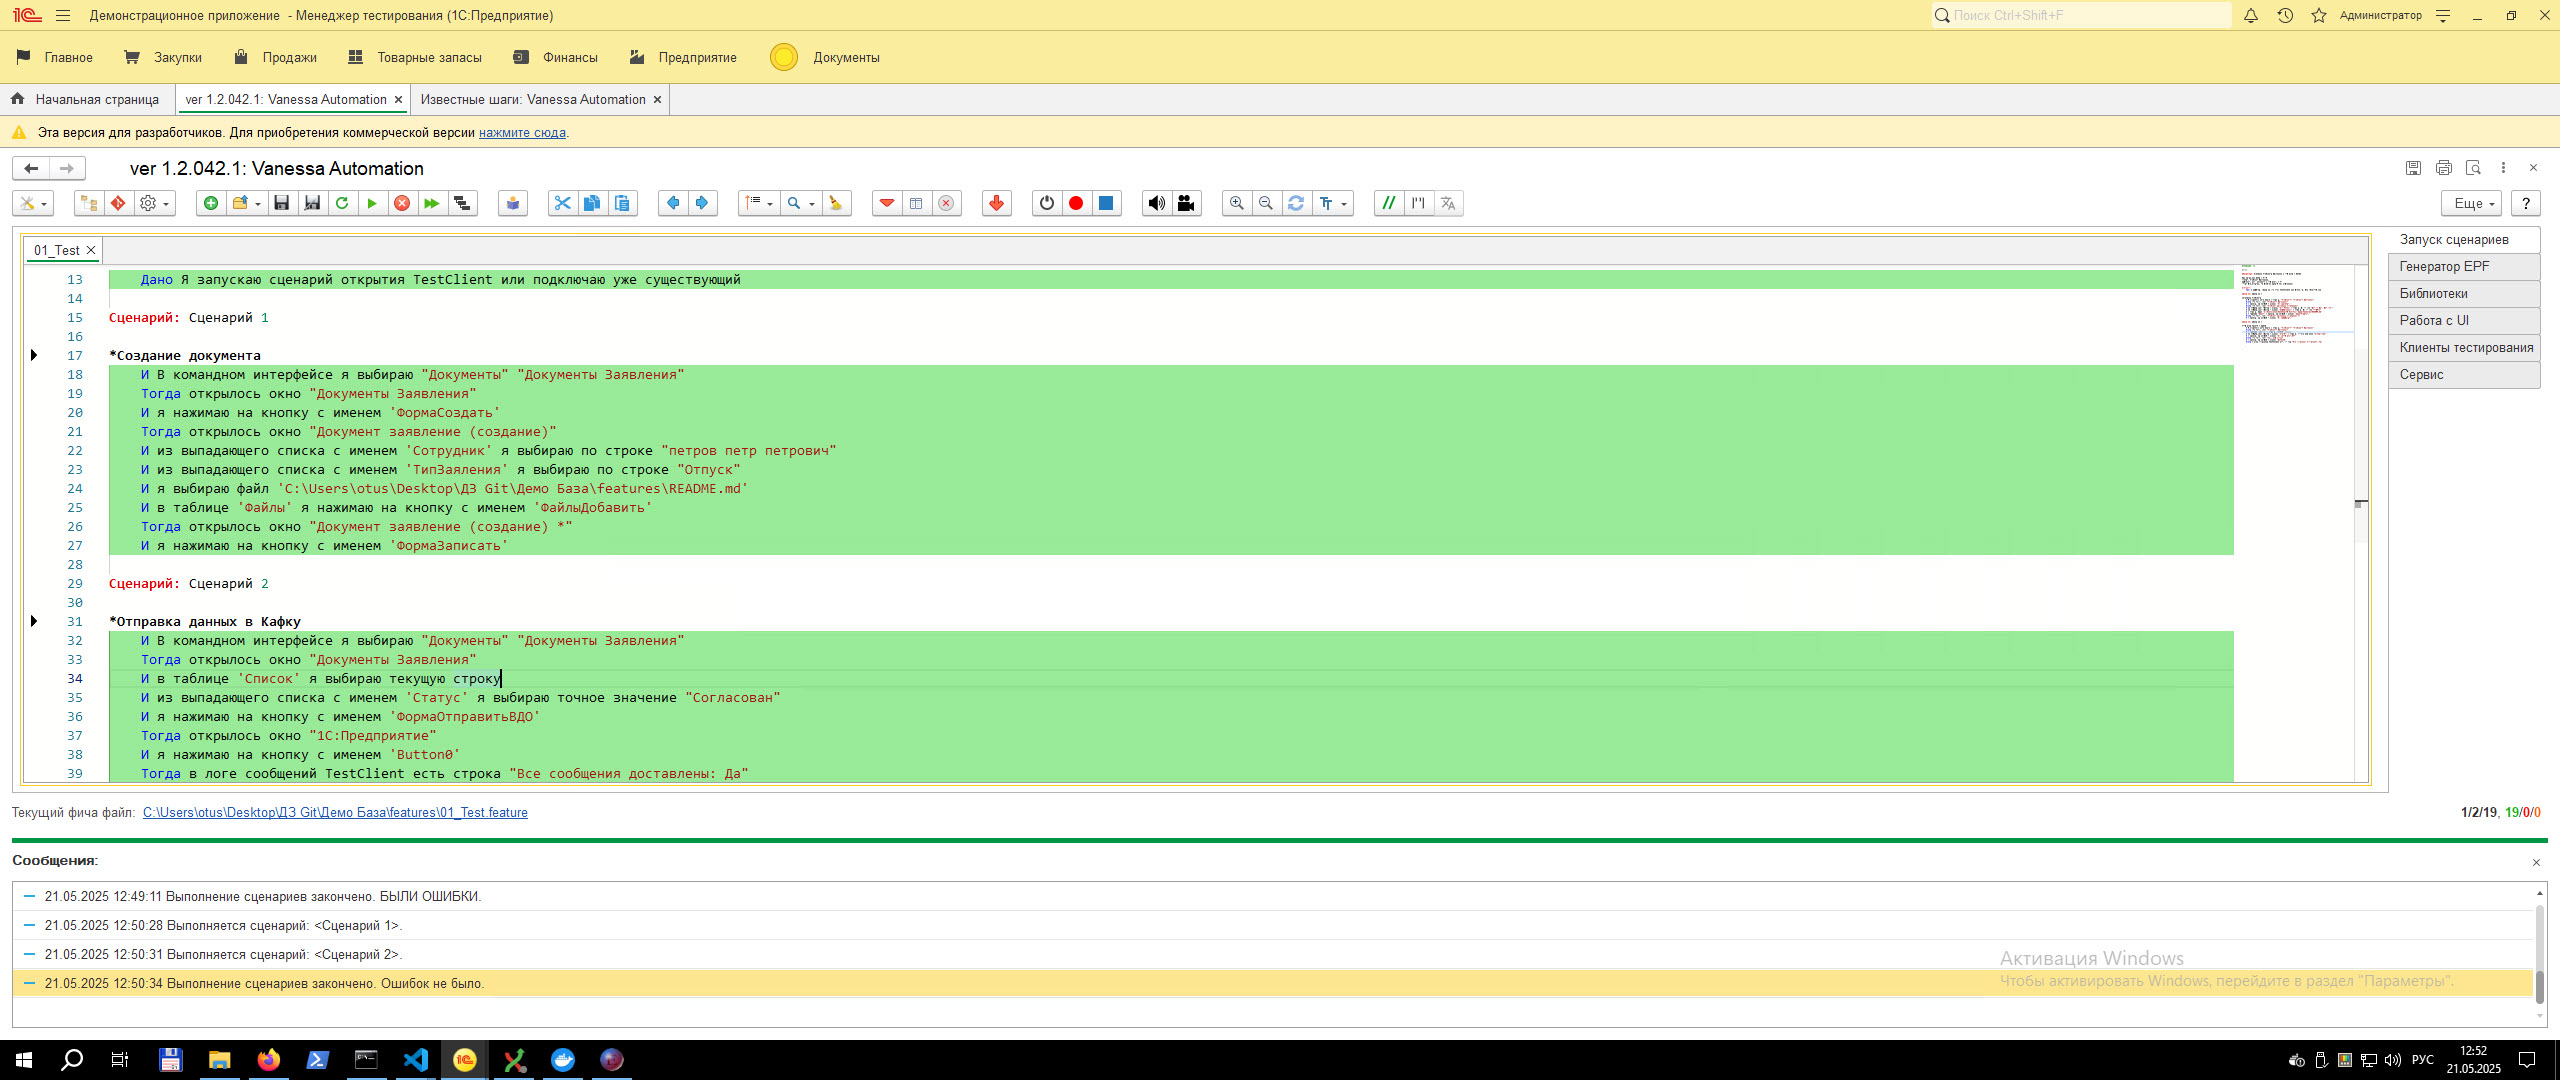 Демонстрационное приложение - Менеджер тестирования (1С:Предприятие)
Поиск Ctrl+Shift+F
Администратор
Главное
Закупки
Продажи
Товарные запасы
Финансы
Предприятие
Документы
Начальная страница
ver 1.2.042.1: Vanessa Automation
Известные шаги: Vanessa Automation
Эта версия для разработчиков. Для приобретения коммерческой версии нажмите сюда.
ver 1.2.042.1: Vanessa Automation
Еще
?
01_Test
13 Дано Я запускаю сценарий открытия TestClient или подключаю уже существующий
14
15 Сценарий: Сценарий 1
16
17 *Создание документа
18 И В командном интерфейсе я выбираю "Документы" "Документы Заявления"
19 Тогда открылось окно "Документы Заявления"
20 И я нажимаю на кнопку с именем 'ФормаСоздать'
21 Тогда открылось окно "Документ заявление (создание)"
22 И из выпадающего списка с именем 'Сотрудник' я выбираю по строке "петров петр петрович"
23 И из выпадающего списка с именем 'ТипЗаяления' я выбираю по строке "Отпуск"
24 И я выбираю файл 'C:\Users\otus\Desktop\ДЗ Git\Демо База\features\README.md'
25 И в таблице 'Файлы' я нажимаю на кнопку с именем 'ФайлыДобавить'
26 Тогда открылось окно "Документ заявление (создание) *"
27 И я нажимаю на кнопку с именем 'ФормаЗаписать'
28
29 Сценарий: Сценарий 2
30
31 *Отправка данных в Кафку
32 И В командном интерфейсе я выбираю "Документы" "Документы Заявления"
33 Тогда открылось окно "Документы Заявления"
34 И в таблице 'Список' я выбираю текущую строку
35 И из выпадающего списка с именем 'Статус' я выбираю точное значение "Согласован"
36 И я нажимаю на кнопку с именем 'ФормаОтправитьВДО'
37 Тогда открылось окно "1С:Предприятие"
38 И я нажимаю на кнопку с именем 'Button0'
39 Тогда в логе сообщений TestClient есть строка "Все сообщения доставлены: Да"
Запуск сценариев
Генератор EPF
Библиотеки
Работа с UI
Клиенты тестирования
Сервис
Текущий фича файл: C:\Users\otus\Desktop\ДЗ Git\Демо База\features\01_Test.feature
1/2/19, 19/0/0
Сообщения:
21.05.2025 12:49:11 Выполнение сценариев закончено. БЫЛИ ОШИБКИ.
21.05.2025 12:50:28 Выполняется сценарий: <Сценарий 1>.
21.05.2025 12:50:31 Выполняется сценарий: <Сценарий 2>.
21.05.2025 12:50:34 Выполнение сценариев закончено. Ошибок не было.
Активация Windows
Чтобы активировать Windows, перейдите в раздел "Параметры".
РУС
12:52
21.05.2025